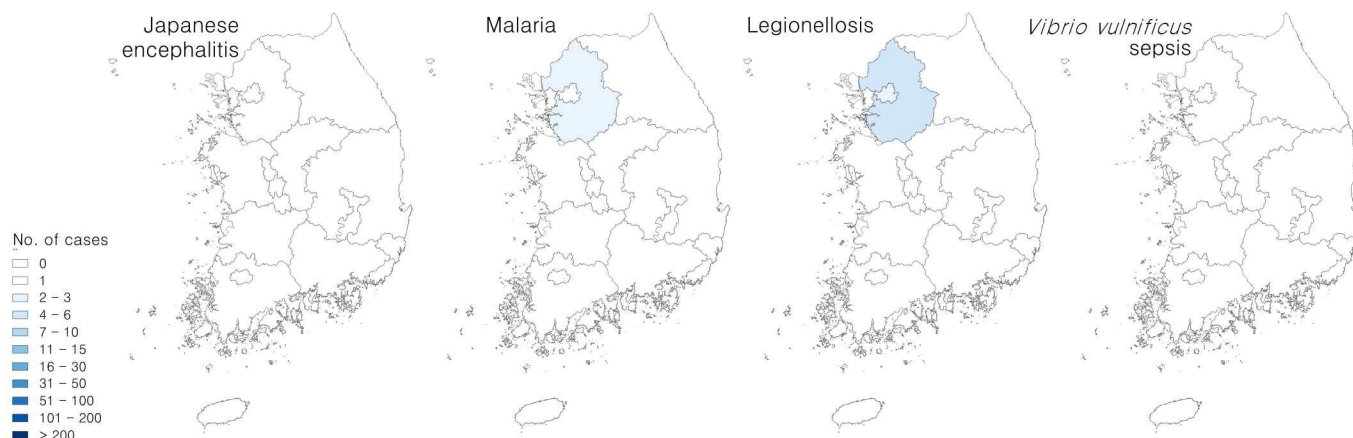 Japanese
encephalitis
Malaria
Legionellosis
Vibrio vulnificus
sepsis
No. of cases
0
1
2 – 3
4 – 6
7 – 10
11 – 15
16 – 30
31 – 50
51 – 100
101 – 200
> 200